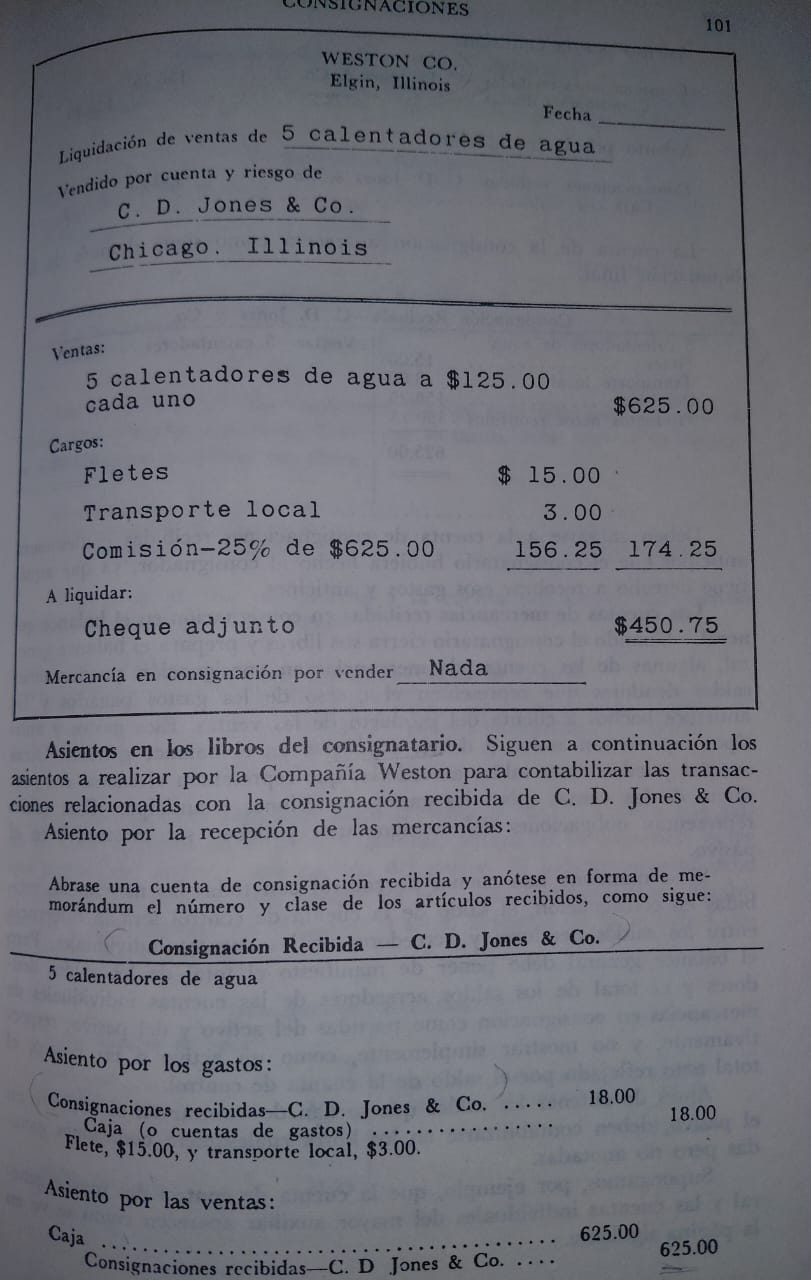 CONSIGNACIONES
101
WESTON CO.
Elgin, Illinois
Fecha
Liquidación de ventas de 5 calentadores de agua
Vendido por cuenta y riesgo de
C. D. Jones & Co.
Chicago. Illinois
Ventas:
5 calentadores de agua a $125.00
cada uno $625.00
Cargos:
Fletes $ 15.00
Transporte local 3.00
Comisión-25% de $625.00 156.25 174.25
A liquidar:
Cheque adjunto $450.75
Mercancía en consignación por vender Nada
Asientos en los libros del consignatario. Siguen a continuación los
asientos a realizar por la Compañía Weston para contabilizar las transac-
ciones relacionadas con la consignación recibida de C. D. Jones & Co.
Asiento por la recepción de las mercancías:
Abrase una cuenta de consignación recibida y anótese en forma de me-
morándum el número y clase de los artículos recibidos, como sigue:
Consignación Recibida — C. D. Jones & Co.
5 calentadores de agua
Asiento por los gastos:
Consignaciones recibidas—C. D. Jones & Co. ..... 18.00
Caja (o cuentas de gastos) .................. 18.00
Flete, $15.00, y transporte local, $3.00.
Asiento por las ventas:
Caja ............................................. 625.00
Consignaciones recibidas—C. D Jones & Co. .... 625.00